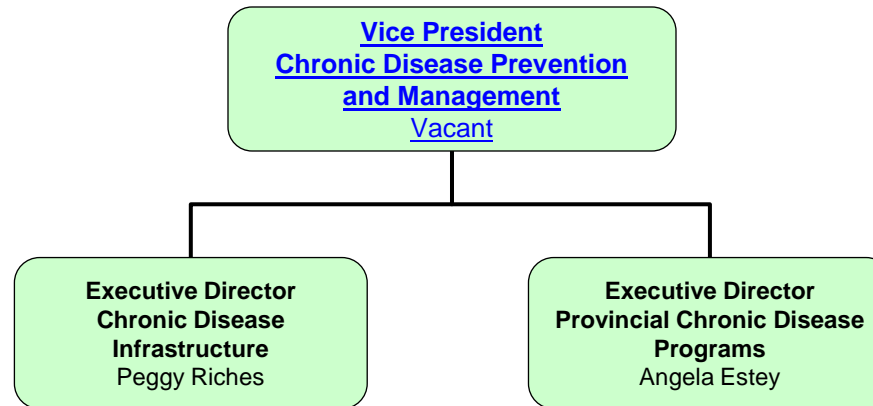 Vice President
Chronic Disease Prevention
and Management
Vacant
Executive Director
Chronic Disease
Infrastructure
Peggy Riches
Executive Director
Provincial Chronic Disease
Programs
Angela Estey